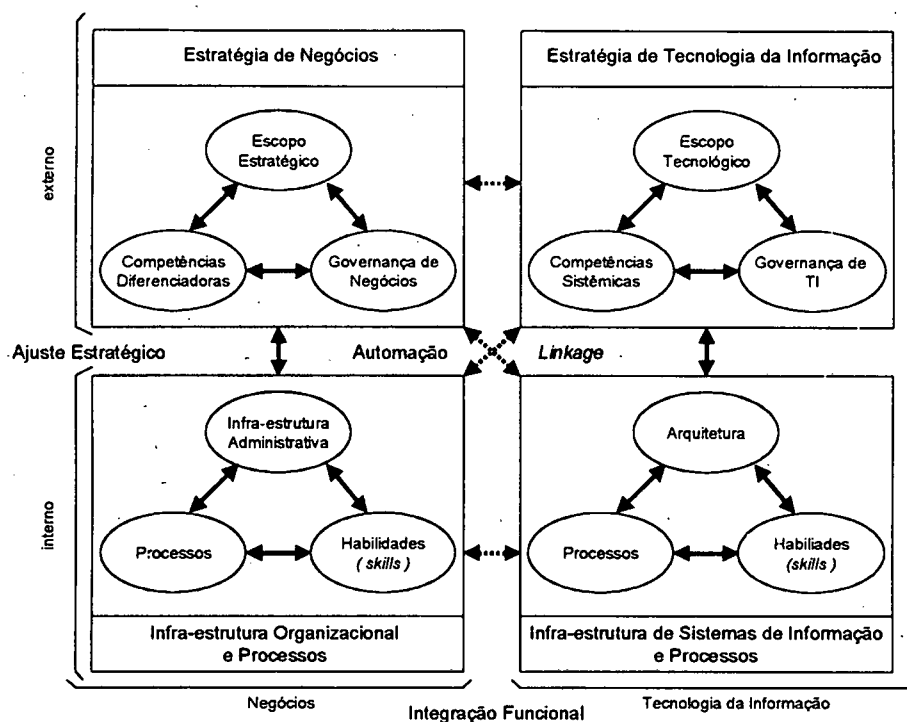 Estratégia de Negócios
Estratégia de Tecnologia da Informação
externo
Escopo
Estratégico
Competências
Diferenciadoras
Governança de
Negócios
Escopo
Tecnológico
Competências
Sistêmicas
Governança de
TI
Ajuste Estratégico
Automação
Linkage
interno
Infra-estrutura
Administrativa
Processos
Habilidades
( skills )
Arquitetura
Processos
Habiliades
(skills)
Infra-estrutura Organizacional
e Processos
Infra-estrutura de Sistemas de Informação
e Processos
Negócios
Tecnologia da Informação
Integração Funcional